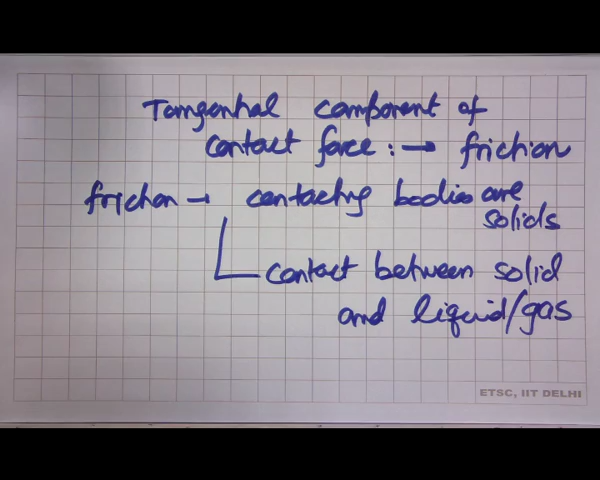 Tangential component of
contact force :→ friction
friction → contacting bodies are
solids
contact between solid
and liquid/gas
ETSC, IIT DELHI